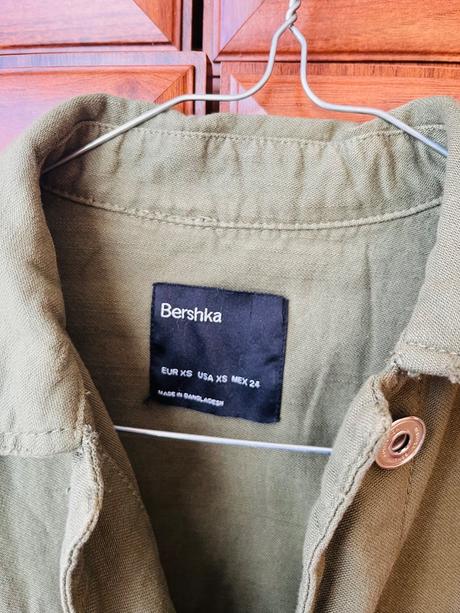 Bershka
EUR XS USA XS MEX 24
MADE IN BANGLADESH